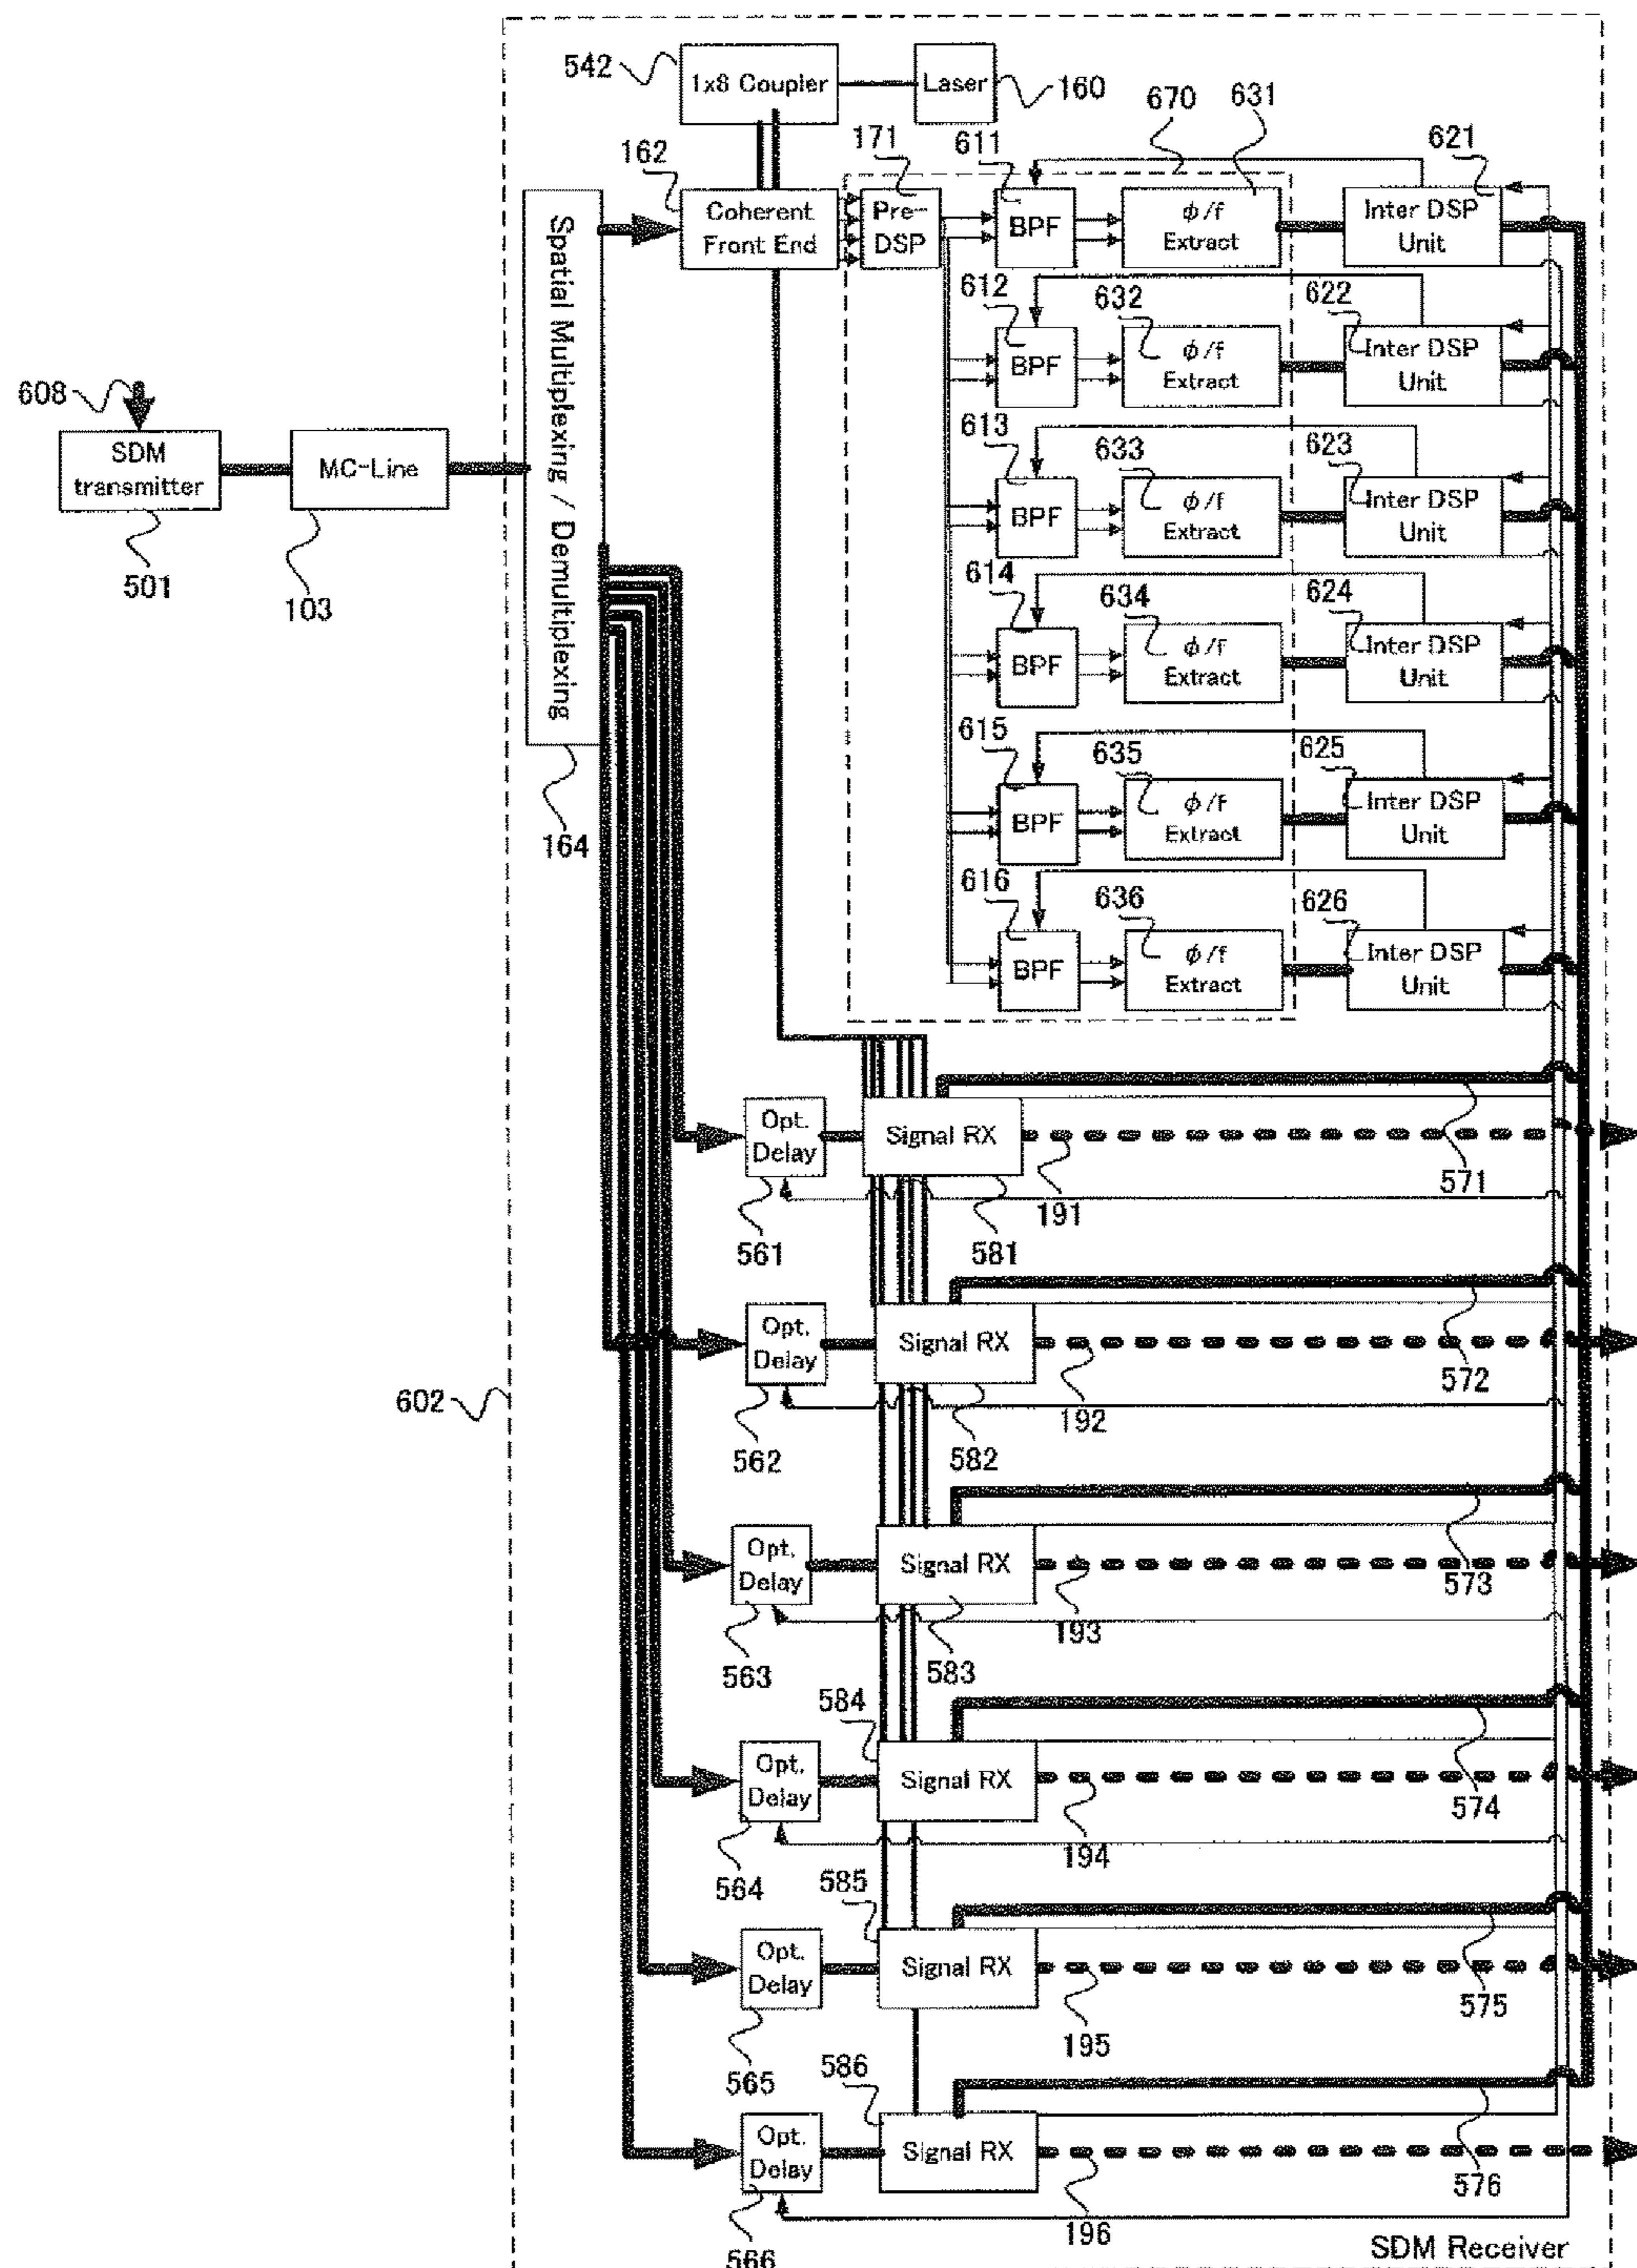 542
1x8 Coupler
Laser
160
162
171
611
670
631
621
Coherent
Front End
Pre-
DSP
BPF
ϕ/f
Extract
Inter DSP
Unit
Spatial Multiplexing / Demultiplexing
612
632
622
BPF
ϕ/f
Extract
Inter DSP
Unit
608
SDM
transmitter
MC-Line
501
103
613
633
623
BPF
ϕ/f
Extract
Inter DSP
Unit
614
634
624
BPF
ϕ/f
Extract
Inter DSP
Unit
164
615
635
625
BPF
ϕ/f
Extract
Inter DSP
Unit
616
636
626
BPF
ϕ/f
Extract
Inter DSP
Unit
Opt.
Delay
Signal RX
561
581
191
571
Opt.
Delay
Signal RX
602
562
582
192
572
Opt.
Delay
Signal RX
563
583
193
573
584
Opt.
Delay
Signal RX
564
194
574
585
Opt.
Delay
Signal RX
565
195
575
586
Opt.
Delay
Signal RX
566
196
576
SDM Receiver